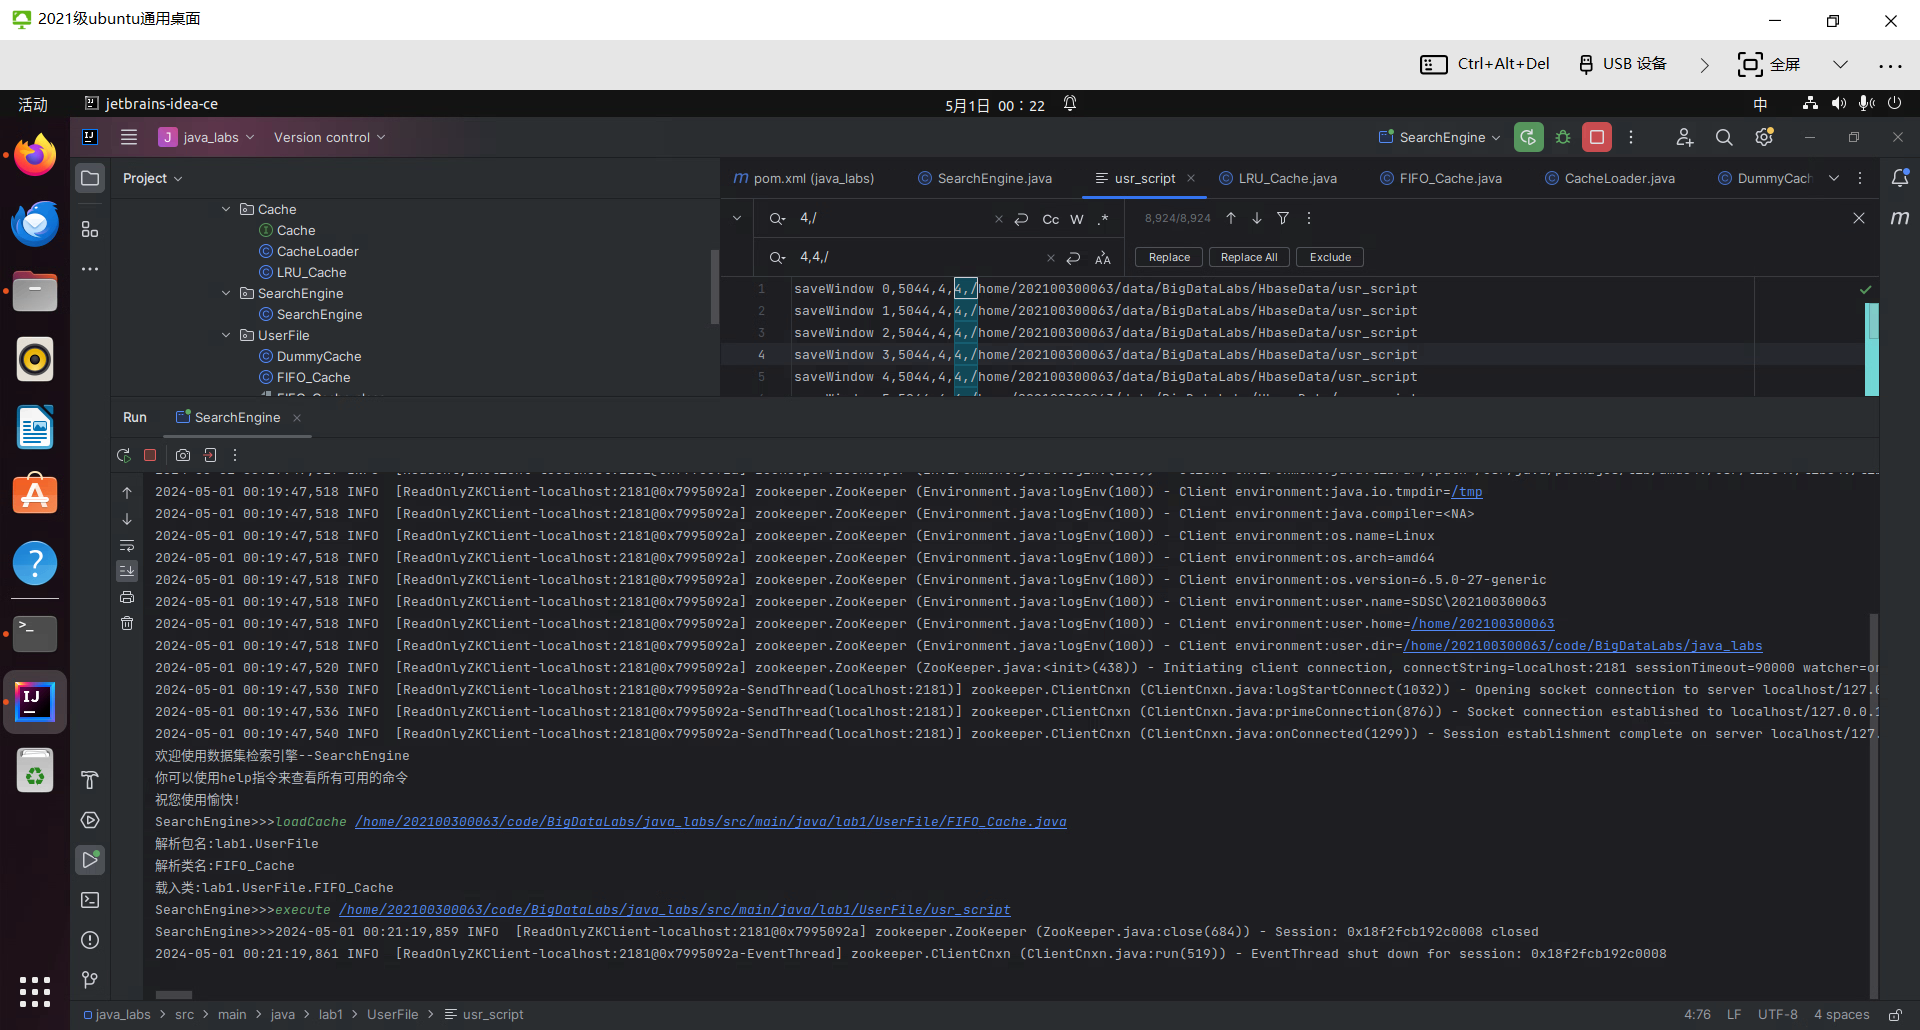 2021级ubuntu通用桌面
Ctrl+Alt+Del
USB 设备
全屏
活动
jetbrains-idea-ce
5月1日 00：22
中
J java_labs
Version control
SearchEngine
Project
Cache
Cache
CacheLoader
LRU_Cache
SearchEngine
SearchEngine
UserFile
DummyCache
FIFO_Cache
m pom.xml (java_labs)
SearchEngine.java
usr_script
LRU_Cache.java
FIFO_Cache.java
CacheLoader.java
DummyCach
4,/
Cc W .*
8,924/8,924
4,4,/
Replace
Replace All
Exclude
1 saveWindow 0,5044,4,4,/home/202100300063/data/BigDataLabs/HbaseData/usr_script
2 saveWindow 1,5044,4,4,/home/202100300063/data/BigDataLabs/HbaseData/usr_script
3 saveWindow 2,5044,4,4,/home/202100300063/data/BigDataLabs/HbaseData/usr_script
4 saveWindow 3,5044,4,4,/home/202100300063/data/BigDataLabs/HbaseData/usr_script
5 saveWindow 4,5044,4,4,/home/202100300063/data/BigDataLabs/HbaseData/usr_script
Run
SearchEngine
2024-05-01 00:19:47,518 INFO [ReadOnlyZKClient-localhost:2181@0x7995092a] zookeeper.ZooKeeper (Environment.java:logEnv(100)) - Client environment:java.io.tmpdir=/tmp
2024-05-01 00:19:47,518 INFO [ReadOnlyZKClient-localhost:2181@0x7995092a] zookeeper.ZooKeeper (Environment.java:logEnv(100)) - Client environment:java.compiler=<NA>
2024-05-01 00:19:47,518 INFO [ReadOnlyZKClient-localhost:2181@0x7995092a] zookeeper.ZooKeeper (Environment.java:logEnv(100)) - Client environment:os.name=Linux
2024-05-01 00:19:47,518 INFO [ReadOnlyZKClient-localhost:2181@0x7995092a] zookeeper.ZooKeeper (Environment.java:logEnv(100)) - Client environment:os.arch=amd64
2024-05-01 00:19:47,518 INFO [ReadOnlyZKClient-localhost:2181@0x7995092a] zookeeper.ZooKeeper (Environment.java:logEnv(100)) - Client environment:os.version=6.5.0-27-generic
2024-05-01 00:19:47,518 INFO [ReadOnlyZKClient-localhost:2181@0x7995092a] zookeeper.ZooKeeper (Environment.java:logEnv(100)) - Client environment:user.name=SDSC\202100300063
2024-05-01 00:19:47,518 INFO [ReadOnlyZKClient-localhost:2181@0x7995092a] zookeeper.ZooKeeper (Environment.java:logEnv(100)) - Client environment:user.home=/home/202100300063
2024-05-01 00:19:47,518 INFO [ReadOnlyZKClient-localhost:2181@0x7995092a] zookeeper.ZooKeeper (Environment.java:logEnv(100)) - Client environment:user.dir=/home/202100300063/code/BigDataLabs/java_labs
2024-05-01 00:19:47,520 INFO [ReadOnlyZKClient-localhost:2181@0x7995092a] zookeeper.ZooKeeper (ZooKeeper.java:<init>(438)) - Initiating client connection, connectString=localhost:2181 sessionTimeout=90000 watcher=or
2024-05-01 00:19:47,530 INFO [ReadOnlyZKClient-localhost:2181@0x7995092a-SendThread(localhost:2181)] zookeeper.ClientCnxn (ClientCnxn.java:logStartConnect(1032)) - Opening socket connection to server localhost/127.0
2024-05-01 00:19:47,536 INFO [ReadOnlyZKClient-localhost:2181@0x7995092a-SendThread(localhost:2181)] zookeeper.ClientCnxn (ClientCnxn.java:primeConnection(876)) - Socket connection established to localhost/127.0.0.1
2024-05-01 00:19:47,540 INFO [ReadOnlyZKClient-localhost:2181@0x7995092a-SendThread(localhost:2181)] zookeeper.ClientCnxn (ClientCnxn.java:onConnected(1299)) - Session establishment complete on server localhost/127.
欢迎使用数据集检索引擎--SearchEngine
你可以使用help指令来查看所有可用的命令
祝您使用愉快!
SearchEngine>>>loadCache /home/202100300063/code/BigDataLabs/java_labs/src/main/java/lab1/UserFile/FIFO_Cache.java
解析包名:lab1.UserFile
解析类名:FIFO_Cache
载入类:lab1.UserFile.FIFO_Cache
SearchEngine>>>execute /home/202100300063/code/BigDataLabs/java_labs/src/main/java/lab1/UserFile/usr_script
SearchEngine>>>2024-05-01 00:21:19,859 INFO [ReadOnlyZKClient-localhost:2181@0x7995092a] zookeeper.ZooKeeper (ZooKeeper.java:close(684)) - Session: 0x18f2fcb192c0008 closed
2024-05-01 00:21:19,861 INFO [ReadOnlyZKClient-localhost:2181@0x7995092a-EventThread] zookeeper.ClientCnxn (ClientCnxn.java:run(519)) - EventThread shut down for session: 0x18f2fcb192c0008
java_labs > src > main > java > lab1 > UserFile > usr_script
4:76 LF UTF-8 4 spaces